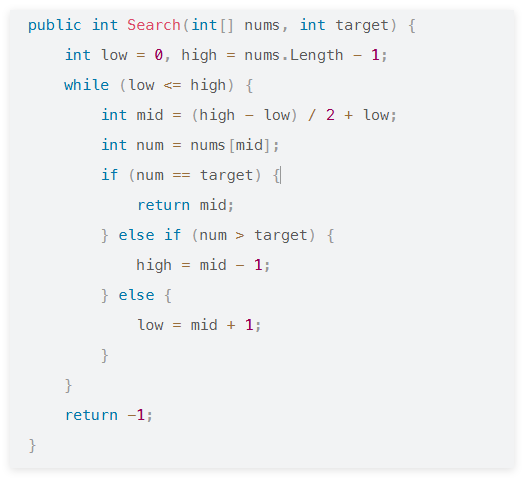 public int Search(int[] nums, int target) {
    int low = 0, high = nums.Length - 1;
    while (low <= high) {
        int mid = (high - low) / 2 + low;
        int num = nums[mid];
        if (num == target) {
            return mid;
        } else if (num > target) {
            high = mid - 1;
        } else {
            low = mid + 1;
        }
    }
    return -1;
}